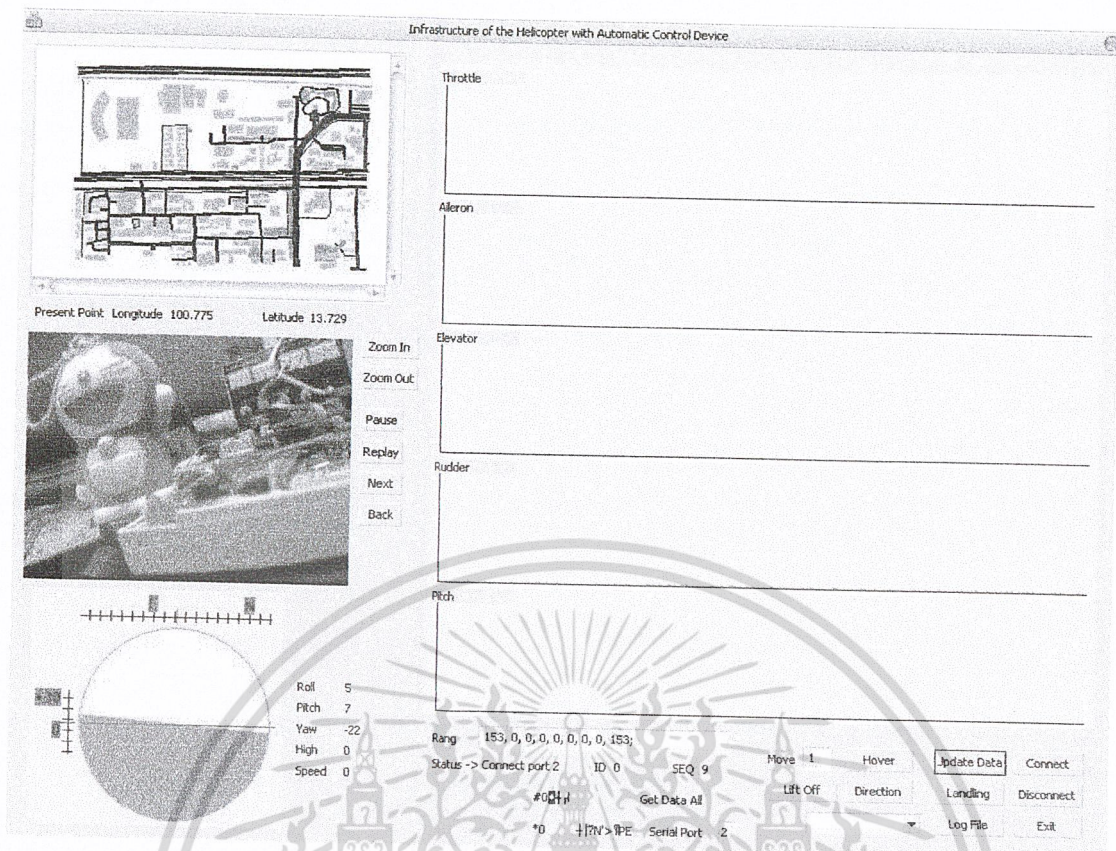 Infrastructure of the Helicopter with Automatic Control Device
Throttle
Aileron
Present Point Longitude 100.775 Latitude 13.729
Elevator
Zoom In
Zoom Out
Pause
Replay
Next
Back
Rudder
Pitch
Roll 5
Pitch 7
Yaw -22
High 0
Speed 0
Rang 153, 0, 0, 0, 0, 0, 0, 0, 153;
Status -> Connect port 2 ID 0 SEQ 9
Move 1 Hover Update Data Connect
Lift Off Direction Landing Disconnect
#0 Get Data All
*0 Serial Port 2
Log File Exit